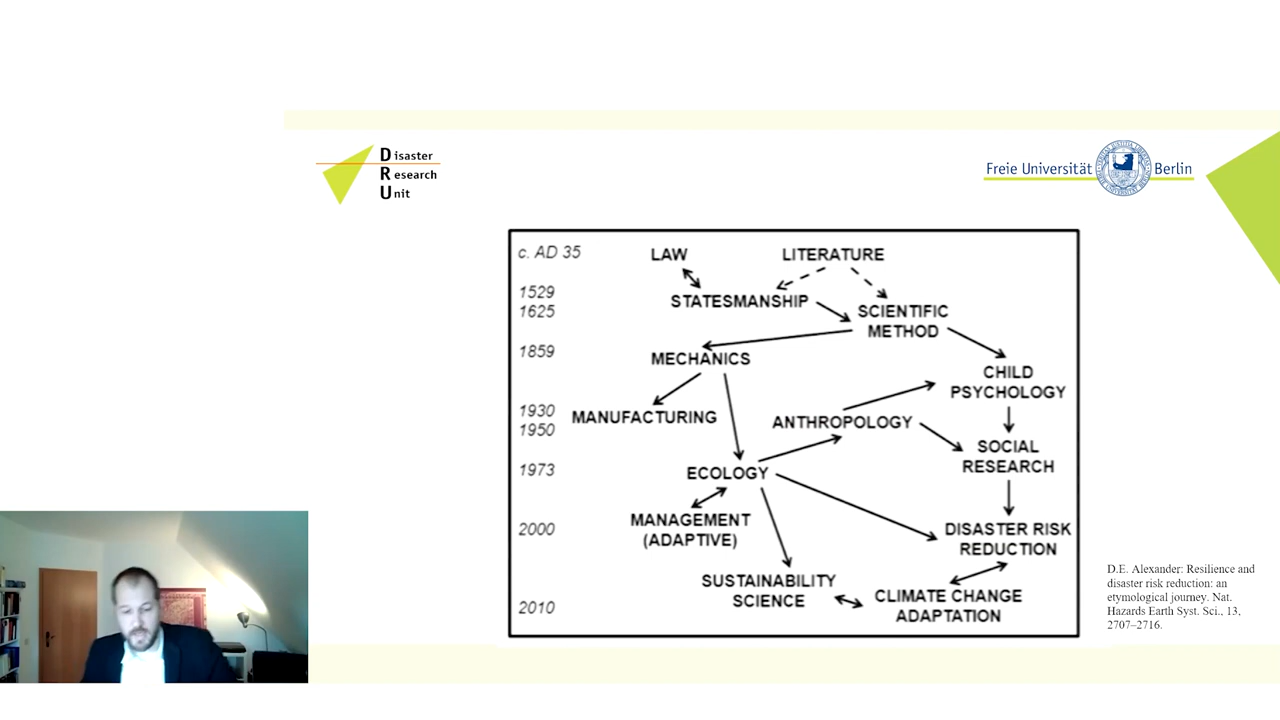 Disaster
Research
Unit
Freie Universität Berlin
c. AD 35
LAW
LITERATURE
1529
STATESMANSHIP
1625
SCIENTIFIC
METHOD
1859
MECHANICS
CHILD
PSYCHOLOGY
1930
MANUFACTURING
ANTHROPOLOGY
1950
SOCIAL
RESEARCH
1973
ECOLOGY
MANAGEMENT
(ADAPTIVE)
2000
DISASTER RISK
REDUCTION
SUSTAINABILITY
SCIENCE
CLIMATE CHANGE
ADAPTATION
2010
D.E. Alexander: Resilience and
disaster risk reduction: an
etymological journey. Nat.
Hazards Earth Syst. Sci., 13,
2707–2716.